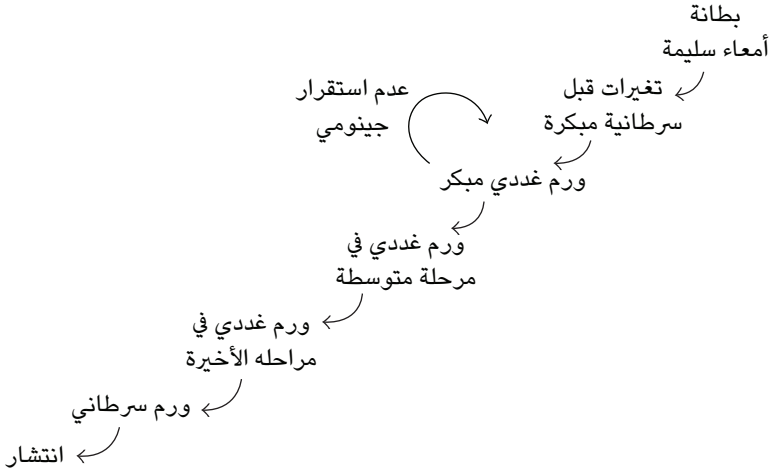 بطانة
أمعاء سليمة
تغيرات قبل
سرطانية مبكرة
عدم استقرار
جينومي
ورم غددي مبكر
ورم غددي في
مرحلة متوسطة
ورم غددي في
مراحله الأخيرة
ورم سرطاني
انتشار